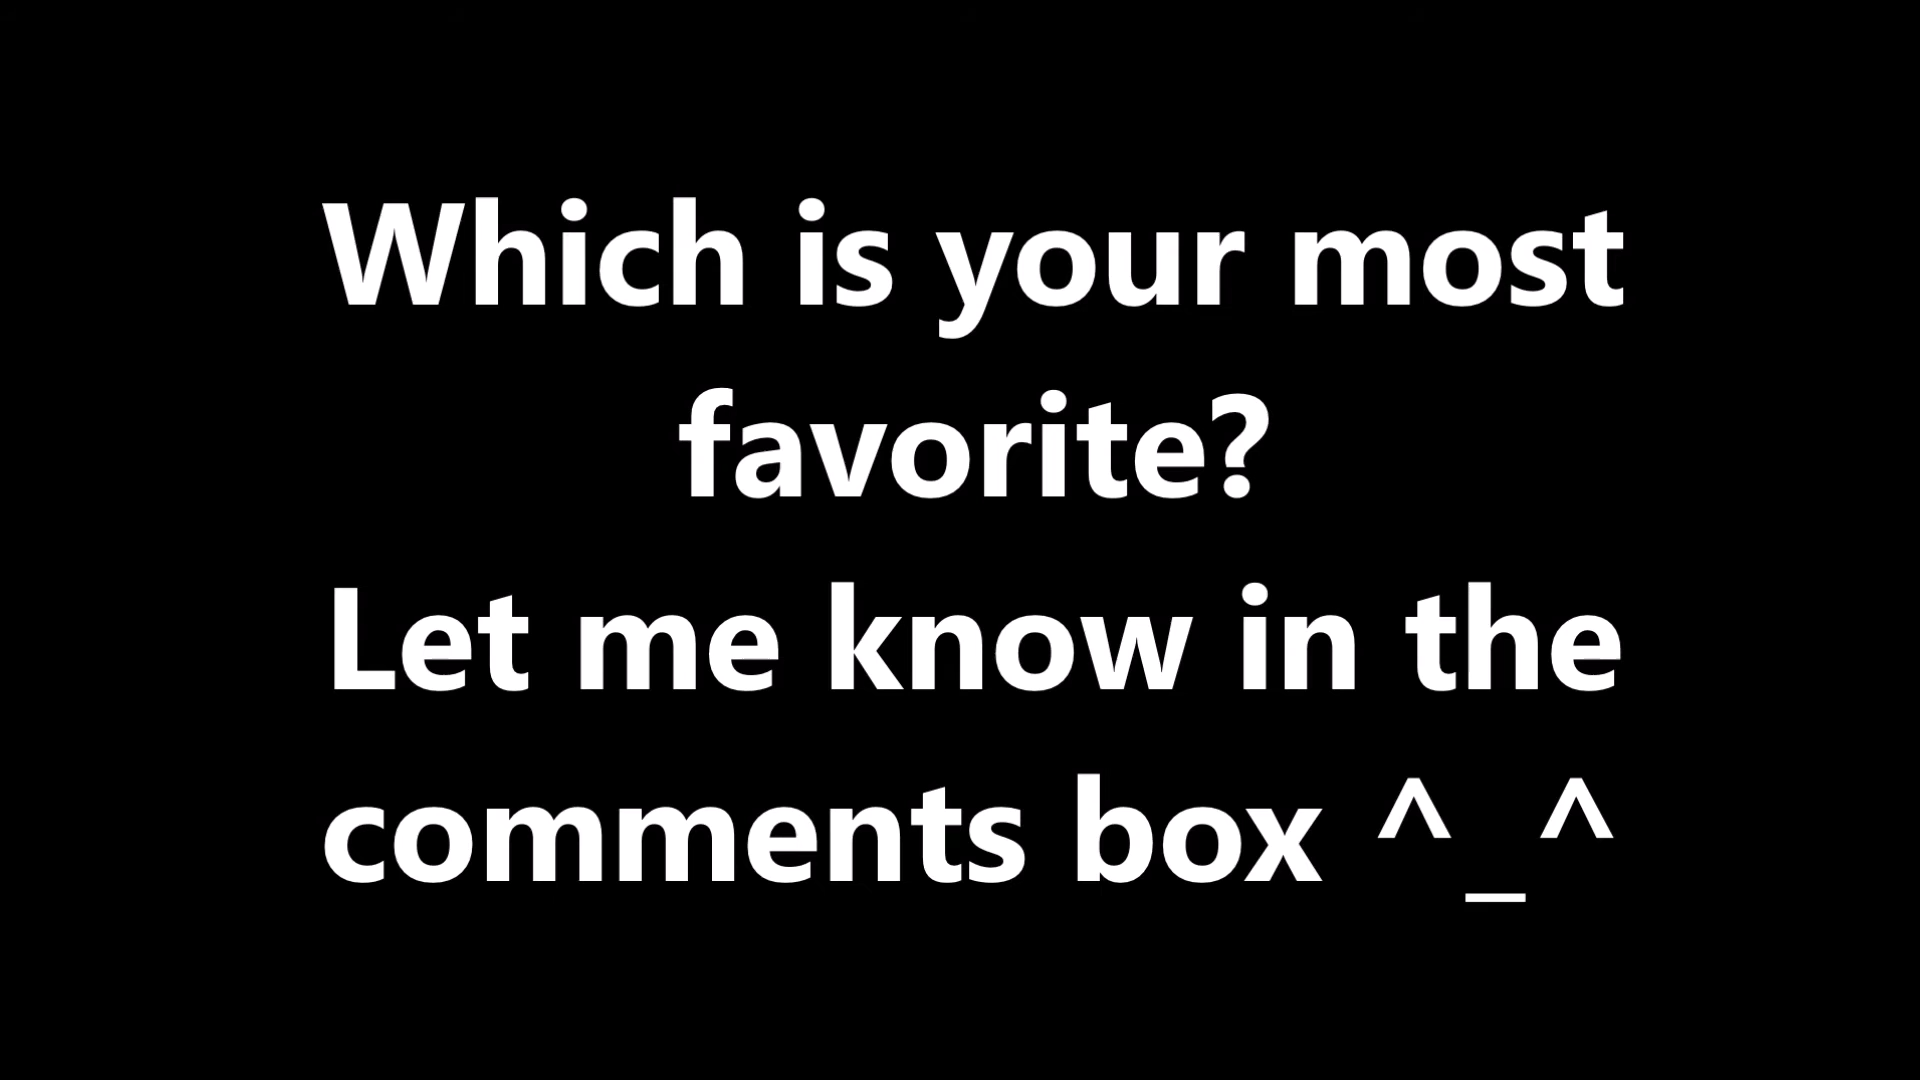 Which is your most
favorite?
Let me know in the
comments box ^_^